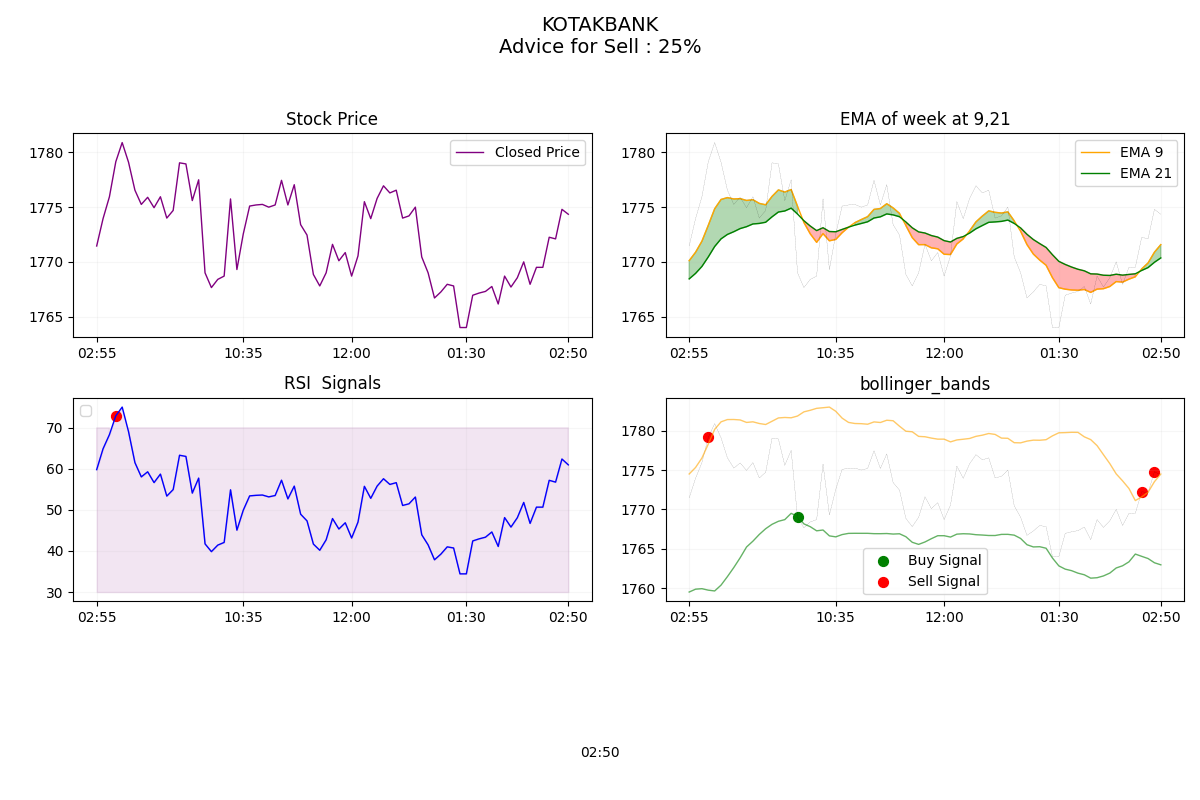 KOTAKBANK
Advice for Sell : 25%
Stock Price
1780
1775
1770
1765
Closed Price
02:55 10:35 12:00 01:30 02:50
EMA of week at 9,21
1780
1775
1770
1765
EMA 9
EMA 21
02:55 10:35 12:00 01:30 02:50
RSI  Signals
70
60
50
40
30
02:55 10:35 12:00 01:30 02:50
bollinger_bands
1780
1775
1770
1765
1760
Buy Signal
Sell Signal
02:55 10:35 12:00 01:30 02:50
02:50